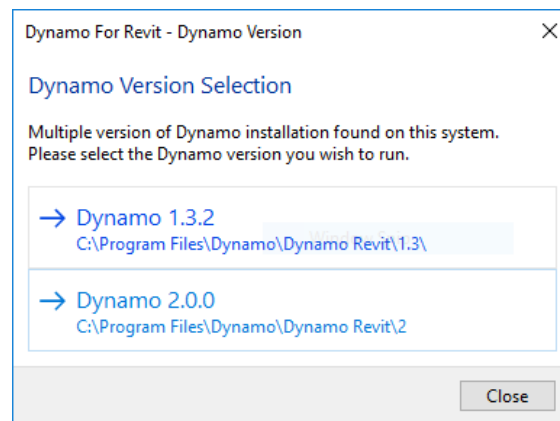 Dynamo For Revit - Dynamo Version
Dynamo Version Selection
Multiple version of Dynamo installation found on this system.
Please select the Dynamo version you wish to run.
Dynamo 1.3.2
C:\Program Files\Dynamo\Dynamo Revit\1.3\
Dynamo 2.0.0
C:\Program Files\Dynamo\Dynamo Revit\2
Close